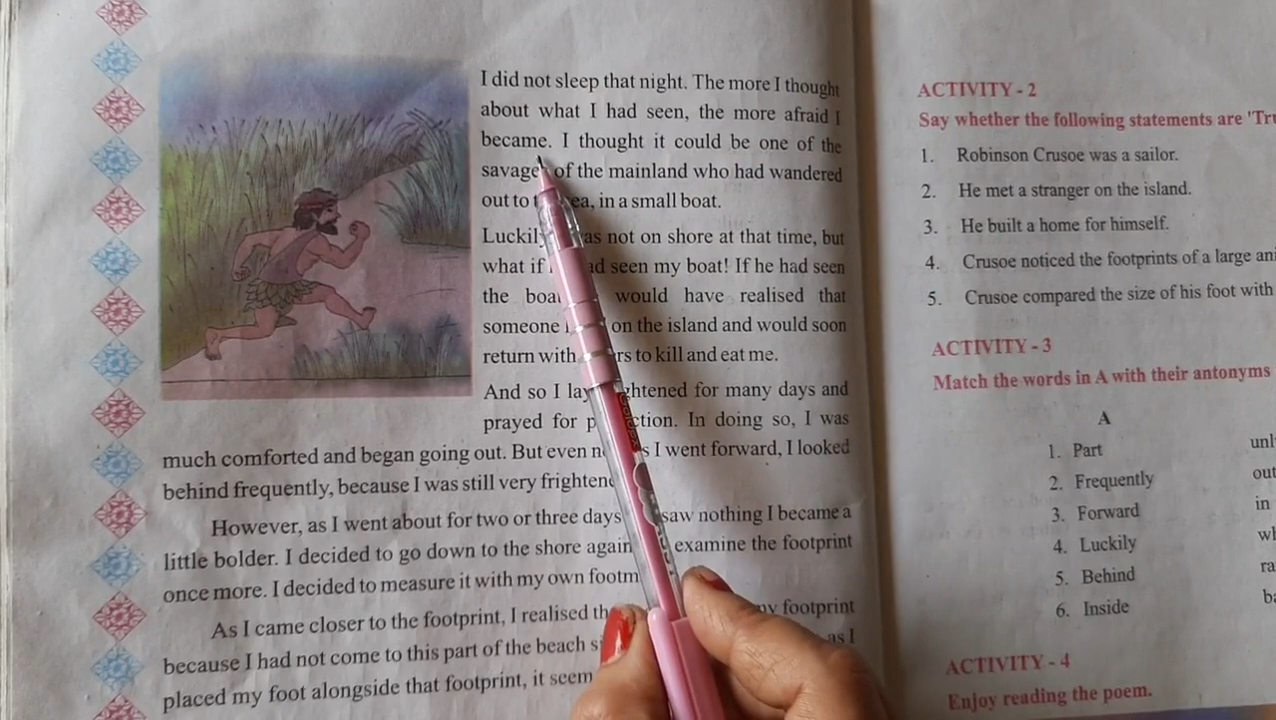 I did not sleep that night. The more I thought
about what I had seen, the more afraid I
became. I thought it could be one of the
savage of the mainland who had wandered
out to ea, in a small boat.
Luckil as not on shore at that time, but
what if ad seen my boat! If he had seen
the boa would have realised that
someone on the island and would soon
return with rs to kill and eat me.
And so I lay ghtened for many days and
prayed for p ction. In doing so, I was
much comforted and began going out. But even n s I went forward, I looked
behind frequently, because I was still very frighten
However, as I went about for two or three days saw nothing I became a
little bolder. I decided to go down to the shore again examine the footprint
once more. I decided to measure it with my own footm
As I came closer to the footprint, I realised th my footprint
because I had not come to this part of the beach s as I
placed my foot alongside that footprint, it seem
ACTIVITY - 2
Say whether the following statements are 'Tru
1. Robinson Crusoe was a sailor.
2. He met a stranger on the island.
3. He built a home for himself.
4. Crusoe noticed the footprints of a large ani
5. Crusoe compared the size of his foot with
ACTIVITY - 3
Match the words in A with their antonyms
A
1. Part unl
2. Frequently out
3. Forward in
4. Luckily wh
5. Behind ra
6. Inside ba
ACTIVITY - 4
Enjoy reading the poem.